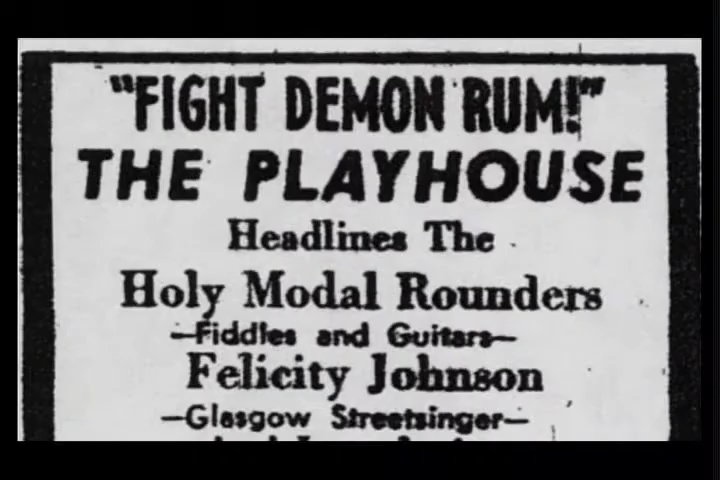 "FIGHT DEMON RUM!"
THE PLAYHOUSE
Headlines The
Holy Modal Rounders
—Fiddles and Guitars—
Felicity Johnson
—Glasgow Streetsinger—